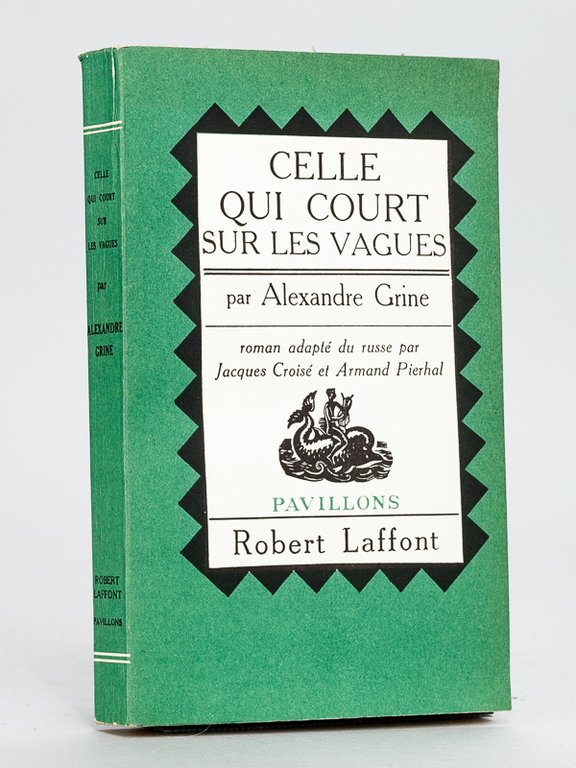 CELLE
QUI COURT
SUR LES VAGUES
par Alexandre Grine
roman adapté du russe par
Jacques Croisé et Armand Pierhal
PAVILLONS
Robert Laffont
CELLE
QUI COURT
SUR
LES VAGUES
par
ALEXANDRE
GRINE
ROBERT
LAFFONT
PAVILLONS